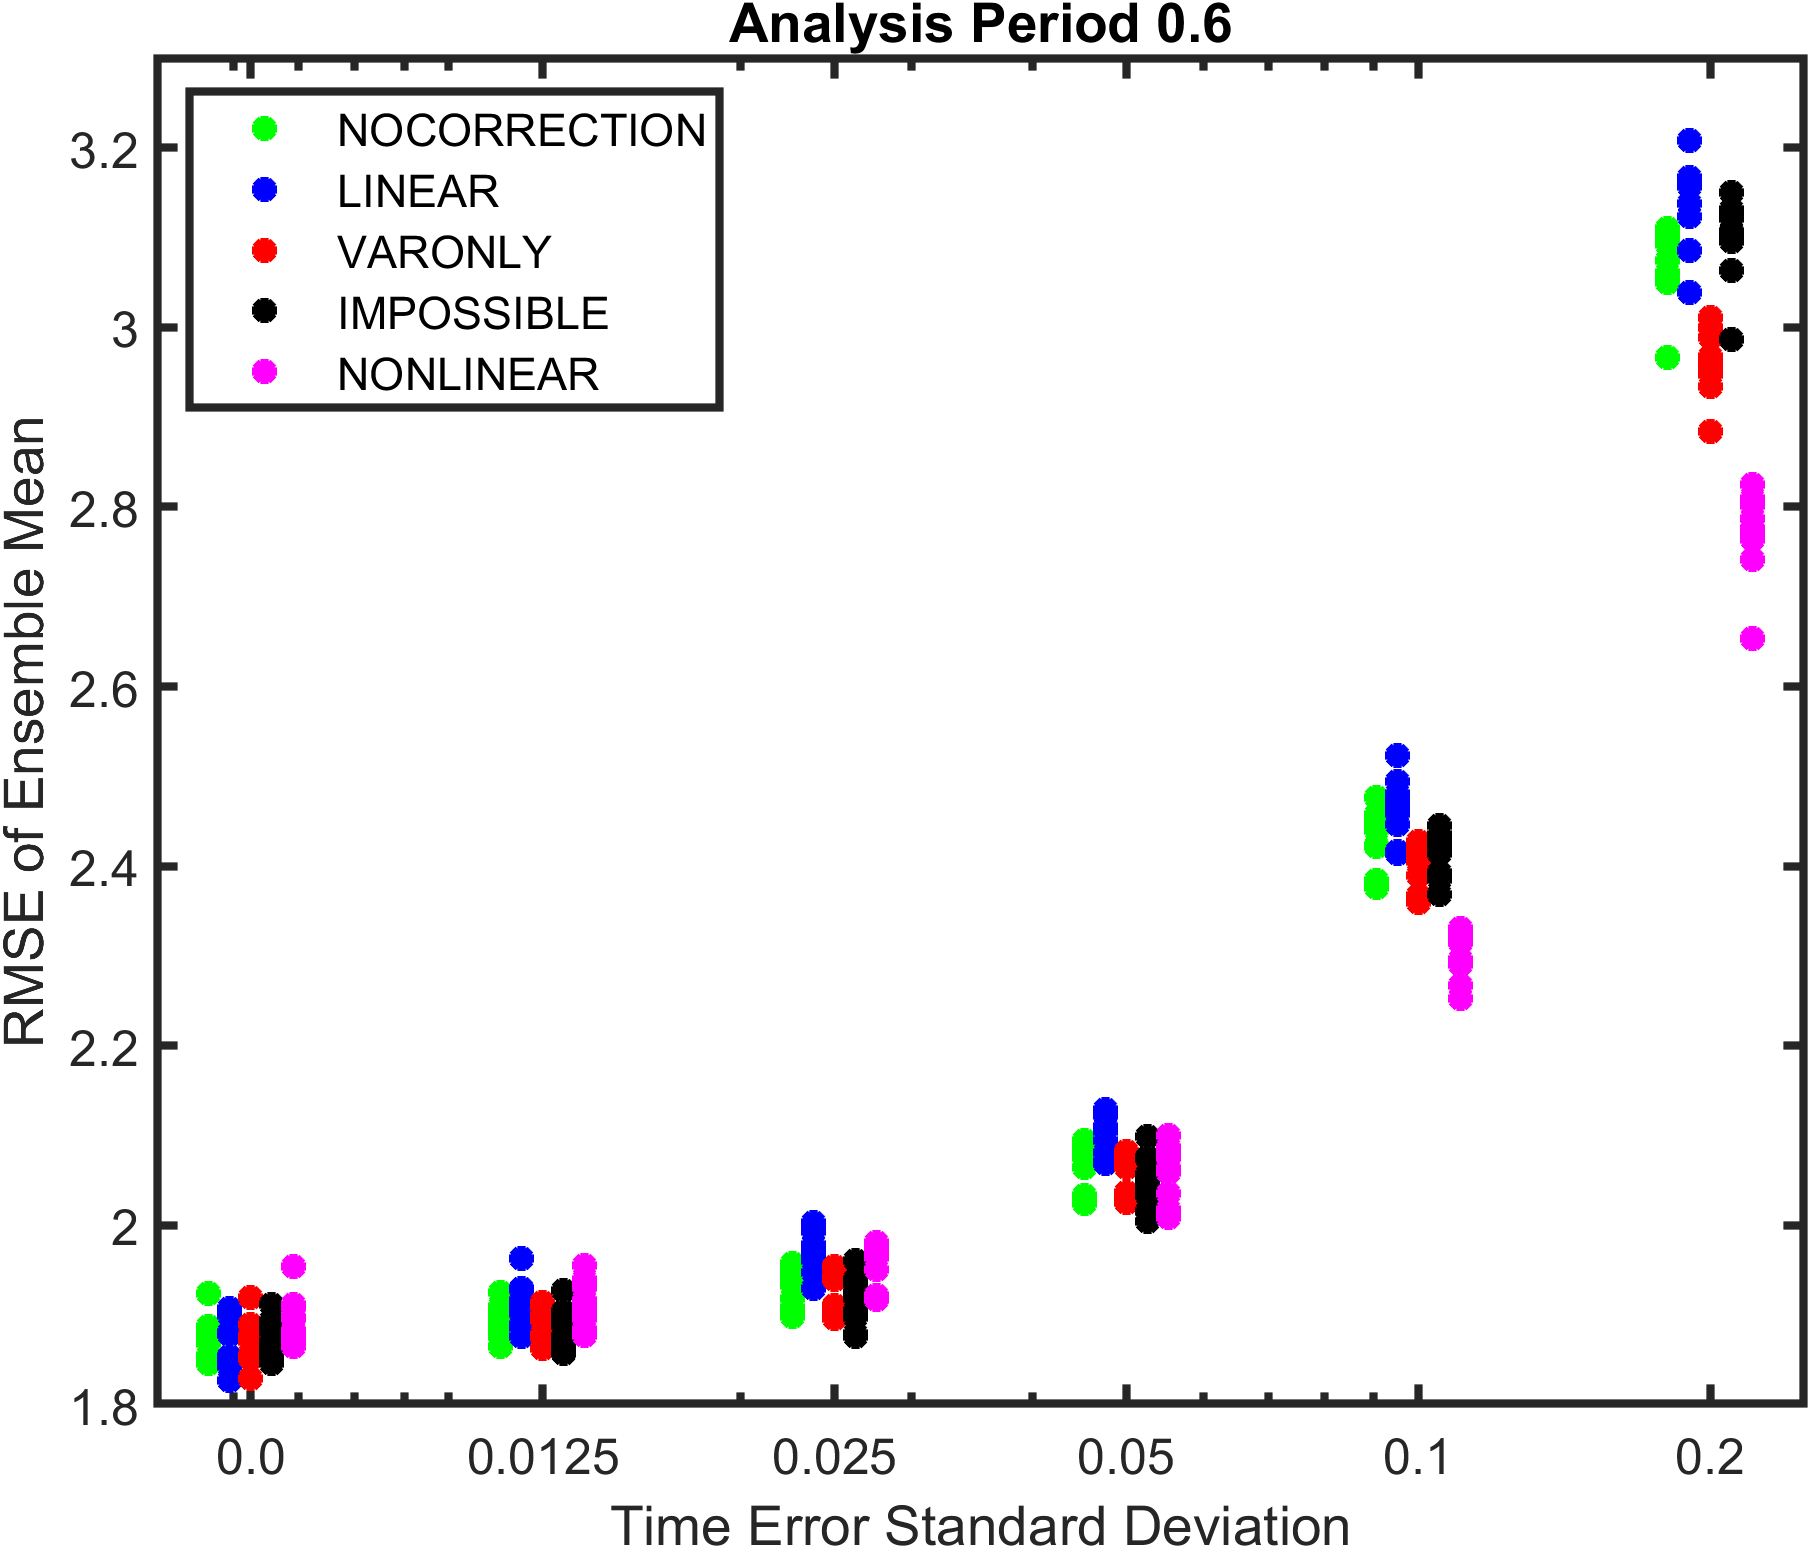 Analysis Period 0.6
NOCORRECTION
LINEAR
VARONLY
IMPOSSIBLE
NONLINEAR
RMSE of Ensemble Mean
3.2
3
2.8
2.6
2.4
2.2
2
1.8
0.0 0.0125 0.025 0.05 0.1 0.2
Time Error Standard Deviation